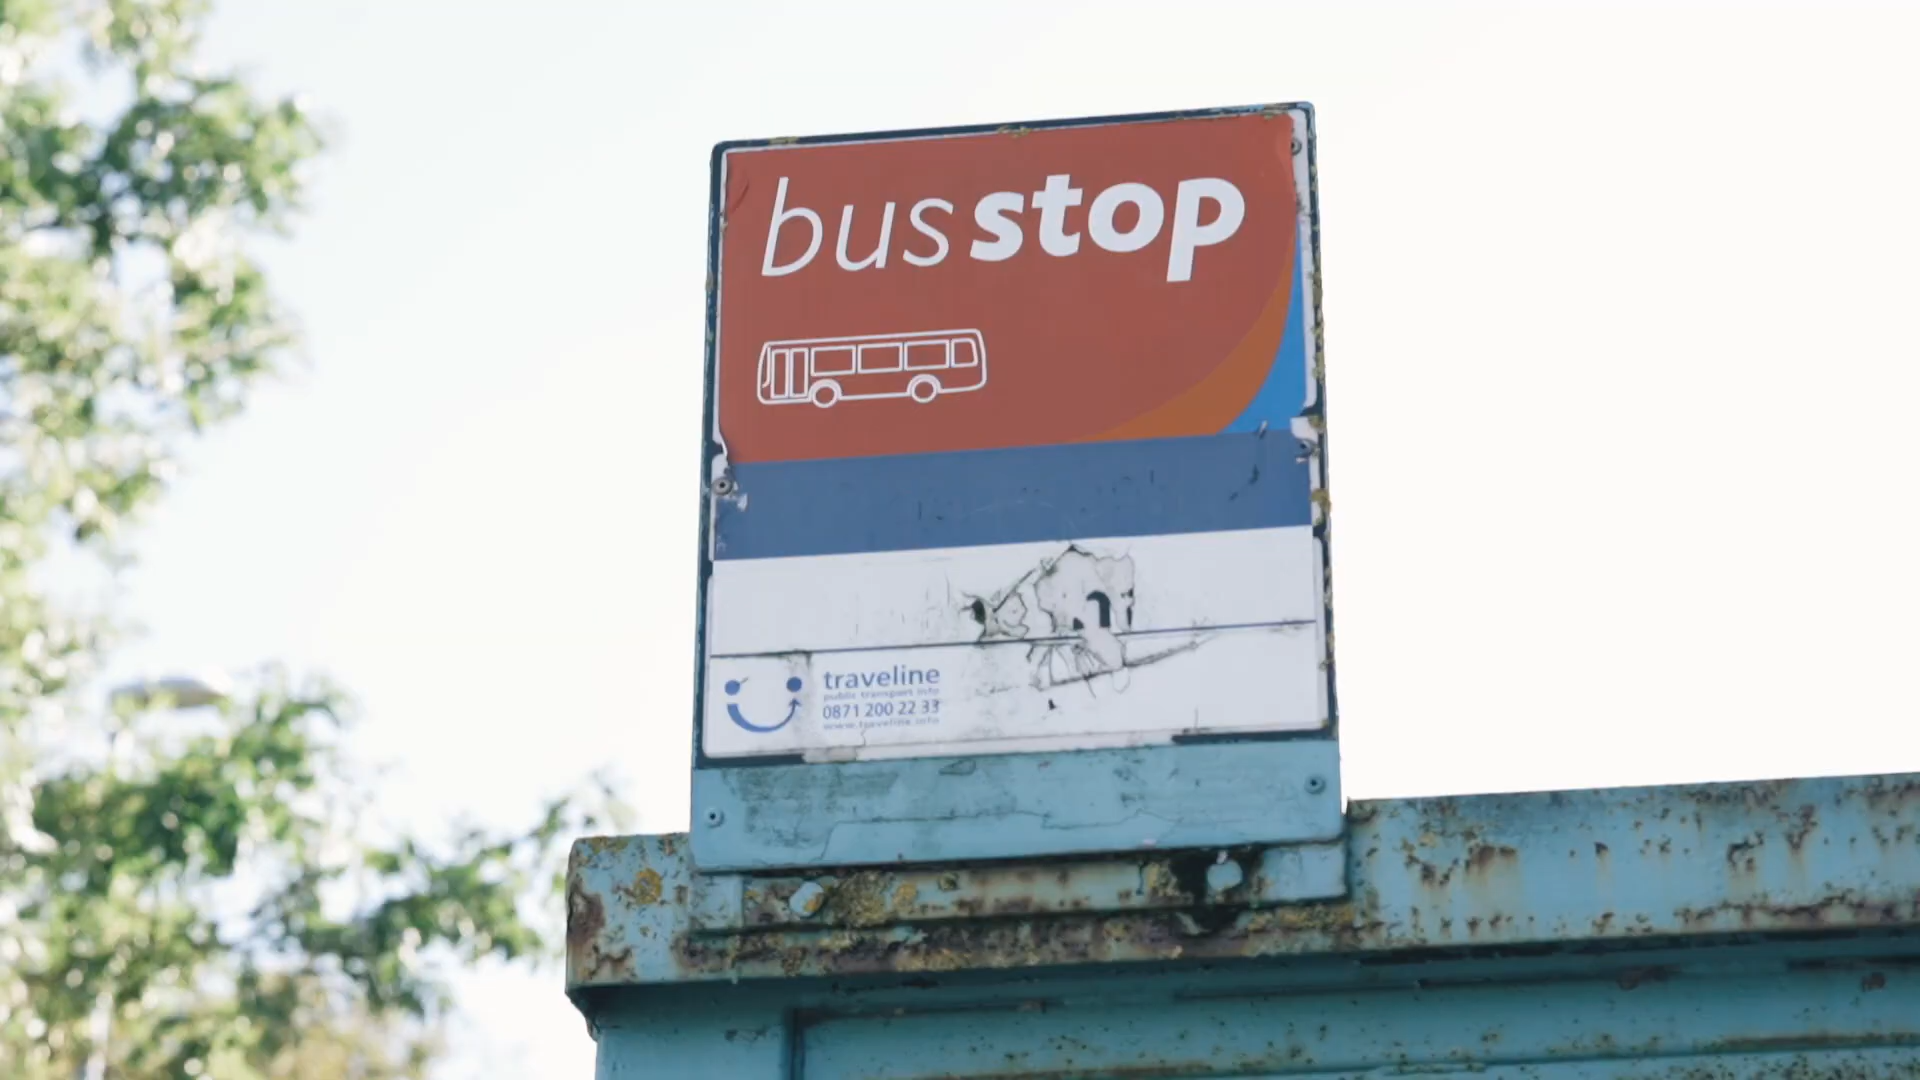 bus stop
traveline
public transport info
0871 200 22 33
www.traveline.info